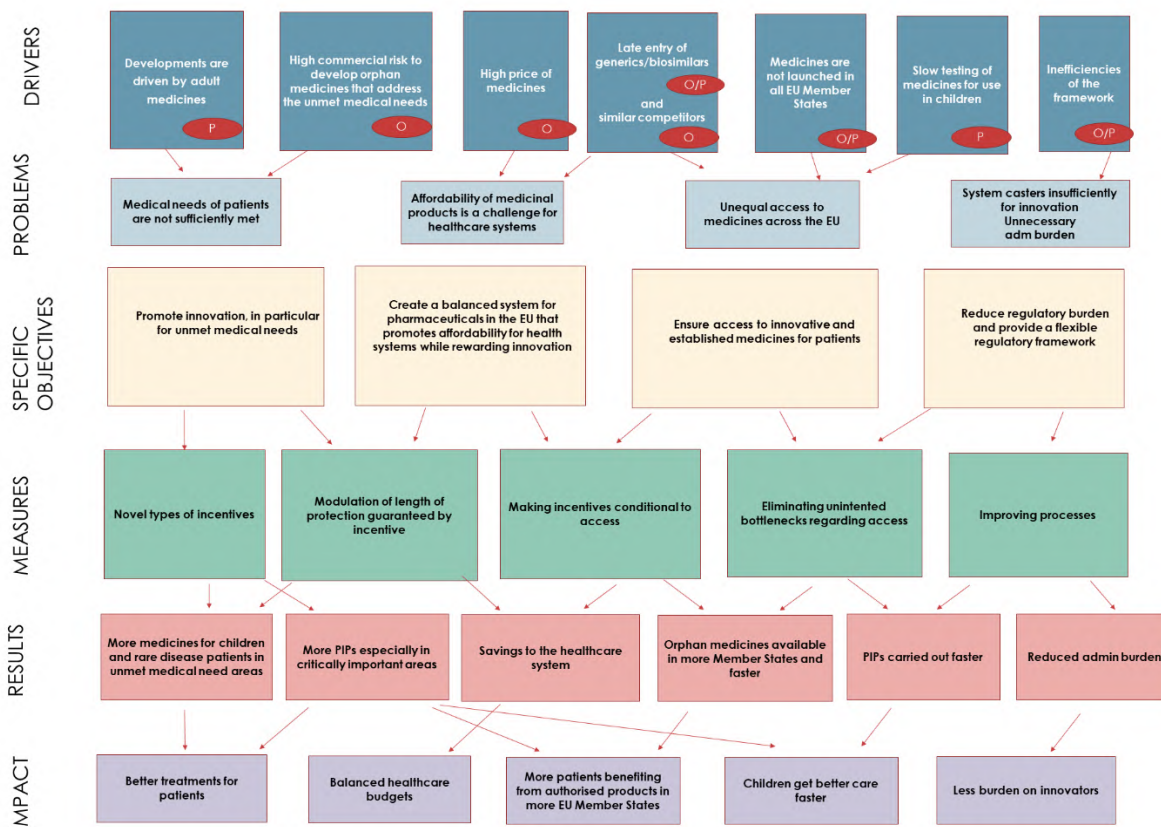 DRIVERS
Developments are
driven by adult
medicines
P
High commercial risk to
develop orphan
medicines that address
the unmet medical needs
O
High price of
medicines
O
Late entry of
generics/biosimilars
O/P
and
similar competitors
O
Medicines are
not launched in
all EU Member
States
O/P
Slow testing of
medicines for use
in children
P
Inefficiencies
of the
framework
O/P
PROBLEMS
Medical needs of patients
are not sufficiently met
Affordability of medicinal
products is a challenge for
healthcare systems
Unequal access to
medicines across the EU
System casters insufficiently
for innovation
Unnecessary
adm burden
SPECIFIC
OBJECTIVES
Promote innovation, in particular
for unmet medical needs
Create a balanced system for
pharmaceuticals in the EU that
promotes affordability for health
systems while rewarding innovation
Ensure access to innovative and
established medicines for patients
Reduce regulatory burden
and provide a flexible
regulatory framework
MEASURES
Novel types of incentives
Modulation of length of
protection guaranteed by
incentive
Making incentives conditional to
access
Eliminating unintented
bottlenecks regarding access
Improving processes
RESULTS
More medicines for children
and rare disease patients in
unmet medical need areas
More PIPs especially in
critically important areas
Savings to the healthcare
system
Orphan medicines available
in more Member States and
faster
PIPs carried out faster
Reduced admin burden
MPACT
Better treatments for
patients
Balanced healthcare
budgets
More patients benefiting
from authorised products in
more EU Member States
Children get better care
faster
Less burden on innovators